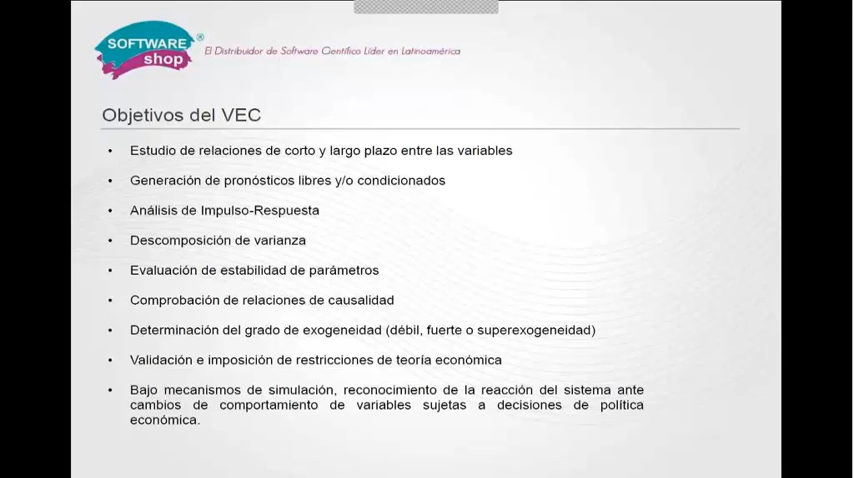 SOFTWARE ®
shop
El Distribuidor de Software Científico Líder en Latinoamérica
Objetivos del VEC
• Estudio de relaciones de corto y largo plazo entre las variables
• Generación de pronósticos libres y/o condicionados
• Análisis de Impulso-Respuesta
• Descomposición de varianza
• Evaluación de estabilidad de parámetros
• Comprobación de relaciones de causalidad
• Determinación del grado de exogeneidad (débil, fuerte o superexogeneidad)
• Validación e imposición de restricciones de teoría económica
• Bajo mecanismos de simulación, reconocimiento de la reacción del sistema ante
cambios de comportamiento de variables sujetas a decisiones de política
económica.